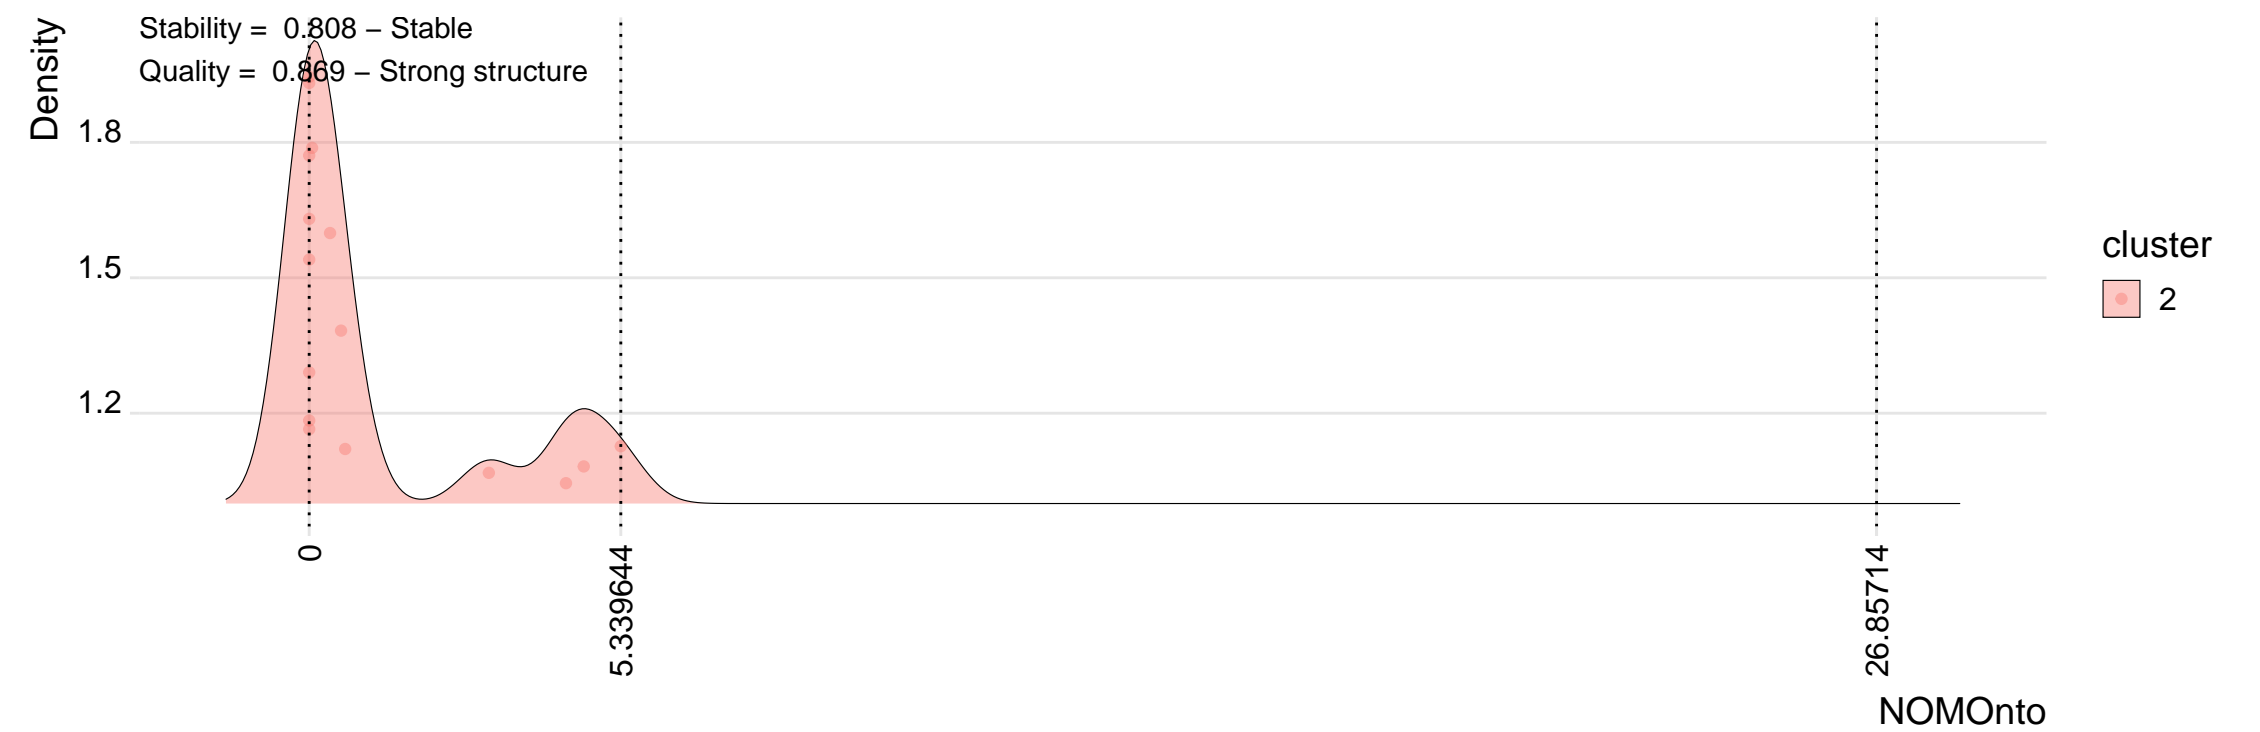 Density
Stability =  0.808 – Stable
Quality =  0.869 – Strong structure
1.8
1.5
1.2
0
5.339644
26.85714
NOMOnto
cluster
2